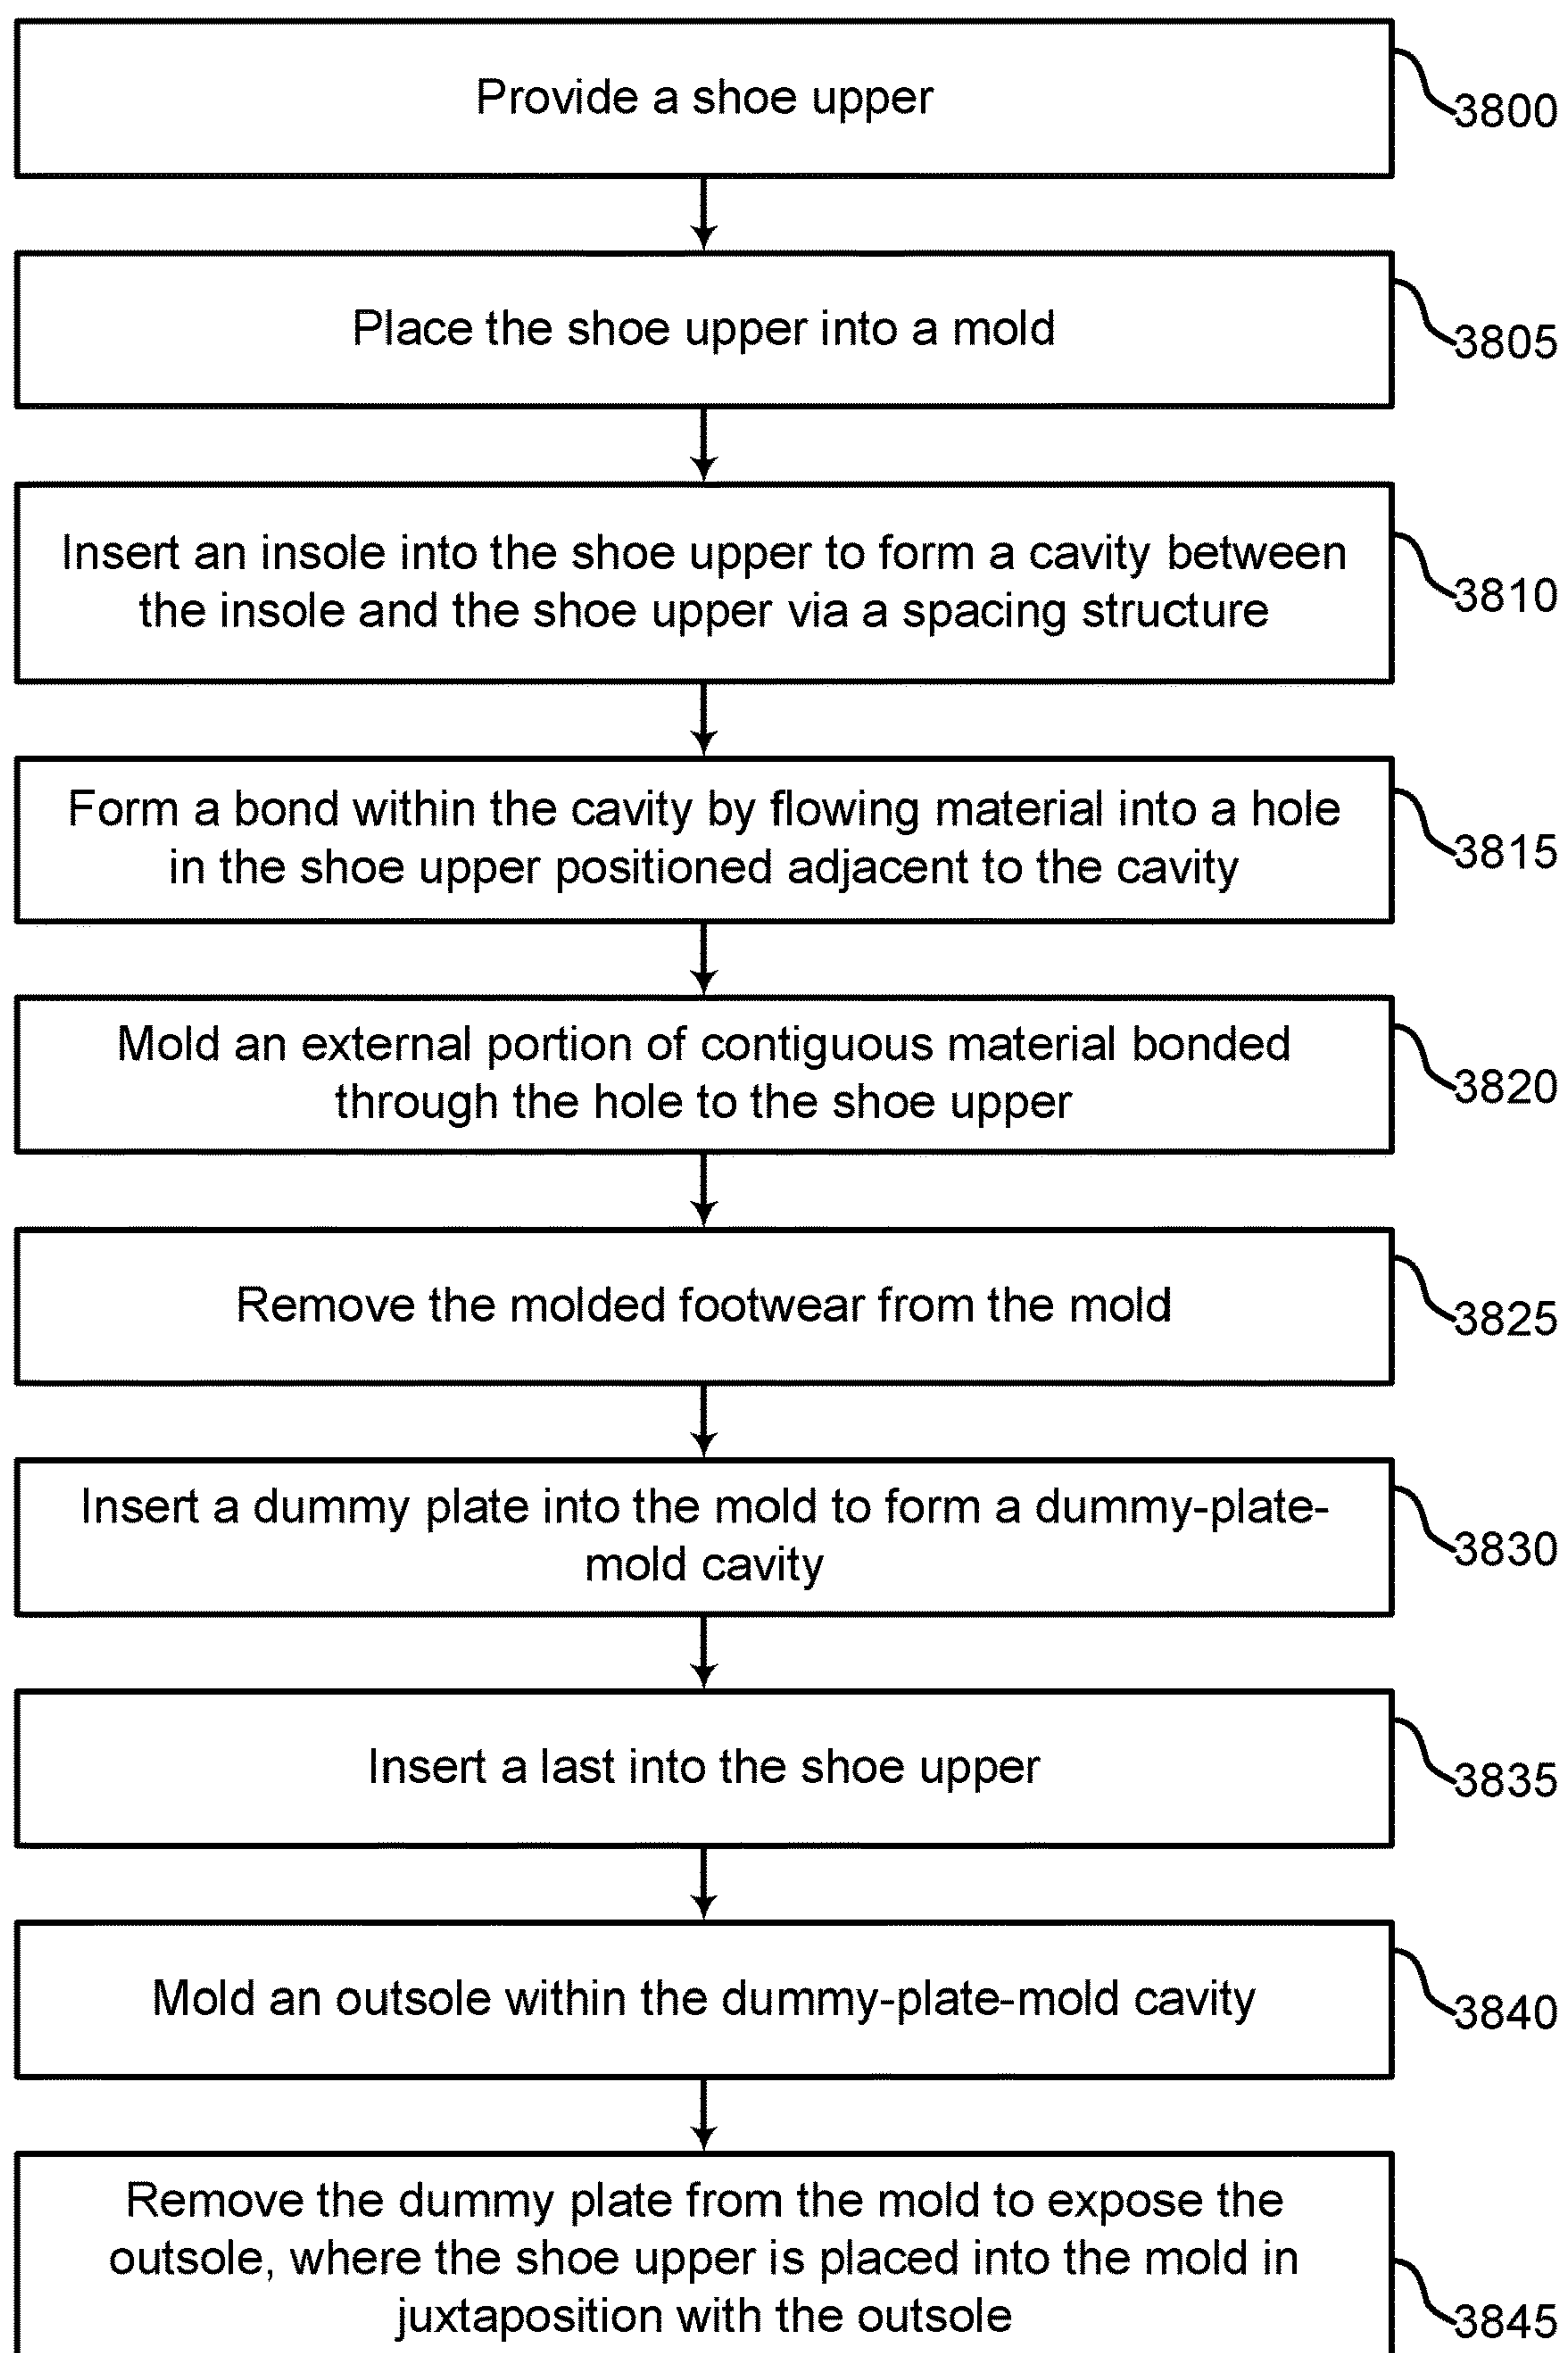 Provide a shoe upper
3800
Place the shoe upper into a mold
3805
Insert an insole into the shoe upper to form a cavity between
the insole and the shoe upper via a spacing structure
3810
Form a bond within the cavity by flowing material into a hole
in the shoe upper positioned adjacent to the cavity
3815
Mold an external portion of contiguous material bonded
through the hole to the shoe upper
3820
Remove the molded footwear from the mold
3825
Insert a dummy plate into the mold to form a dummy-plate-
mold cavity
3830
Insert a last into the shoe upper
3835
Mold an outsole within the dummy-plate-mold cavity
3840
Remove the dummy plate from the mold to expose the
outsole, where the shoe upper is placed into the mold in
juxtaposition with the outsole
3845